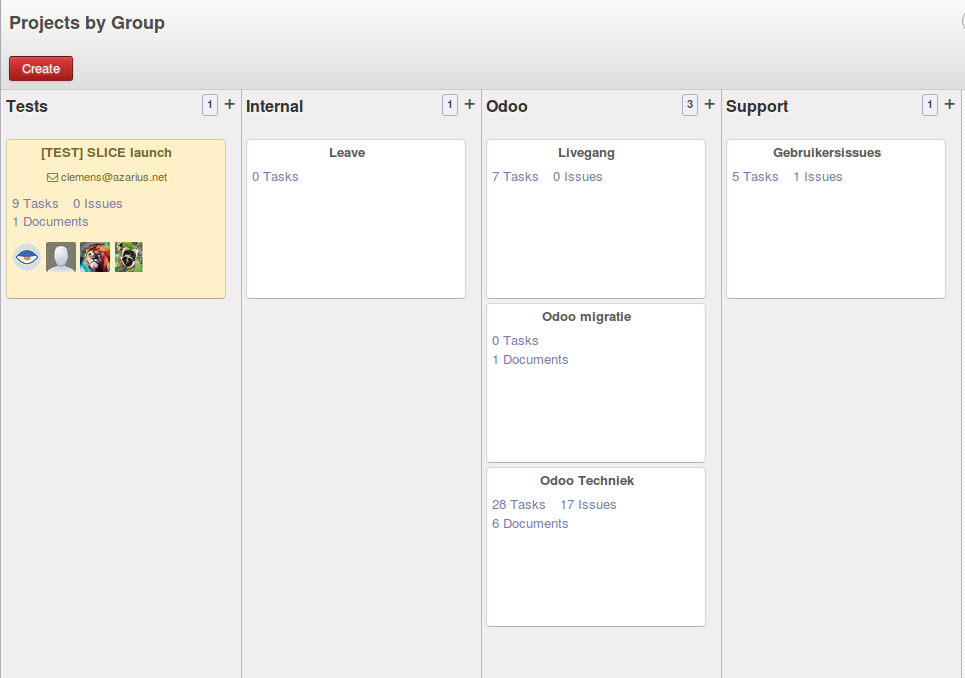 Projects by Group
Create
Tests 1 +
[TEST] SLICE launch
clemens@azarius.net
9 Tasks 0 Issues
1 Documents
Internal 1 +
Leave
0 Tasks
Odoo 3 +
Livegang
7 Tasks 0 Issues
Odoo migratie
0 Tasks
1 Documents
Odoo Techniek
28 Tasks 17 Issues
6 Documents
Support 1 +
Gebruikersissues
5 Tasks 1 Issues